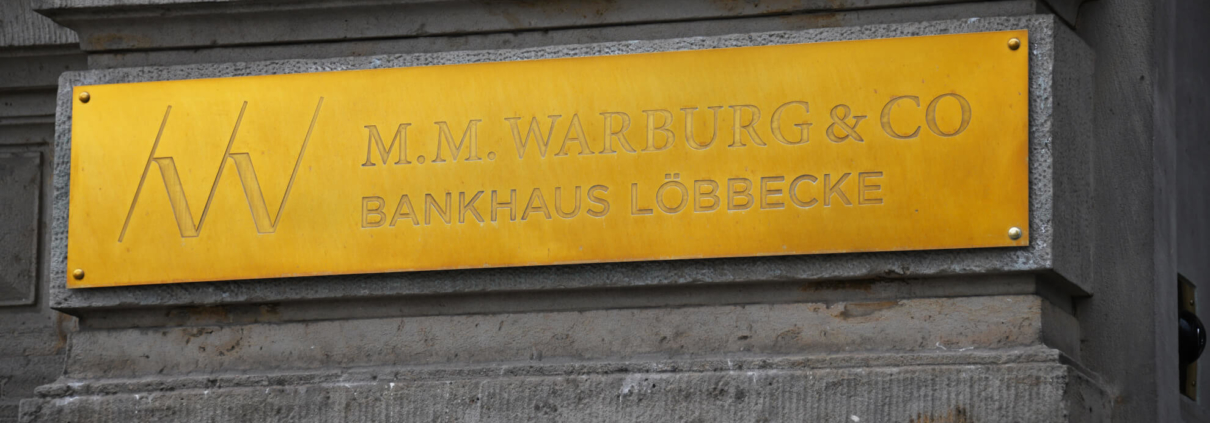 M.M. WARBURG & CO
BANKHAUS LÖBBECKE